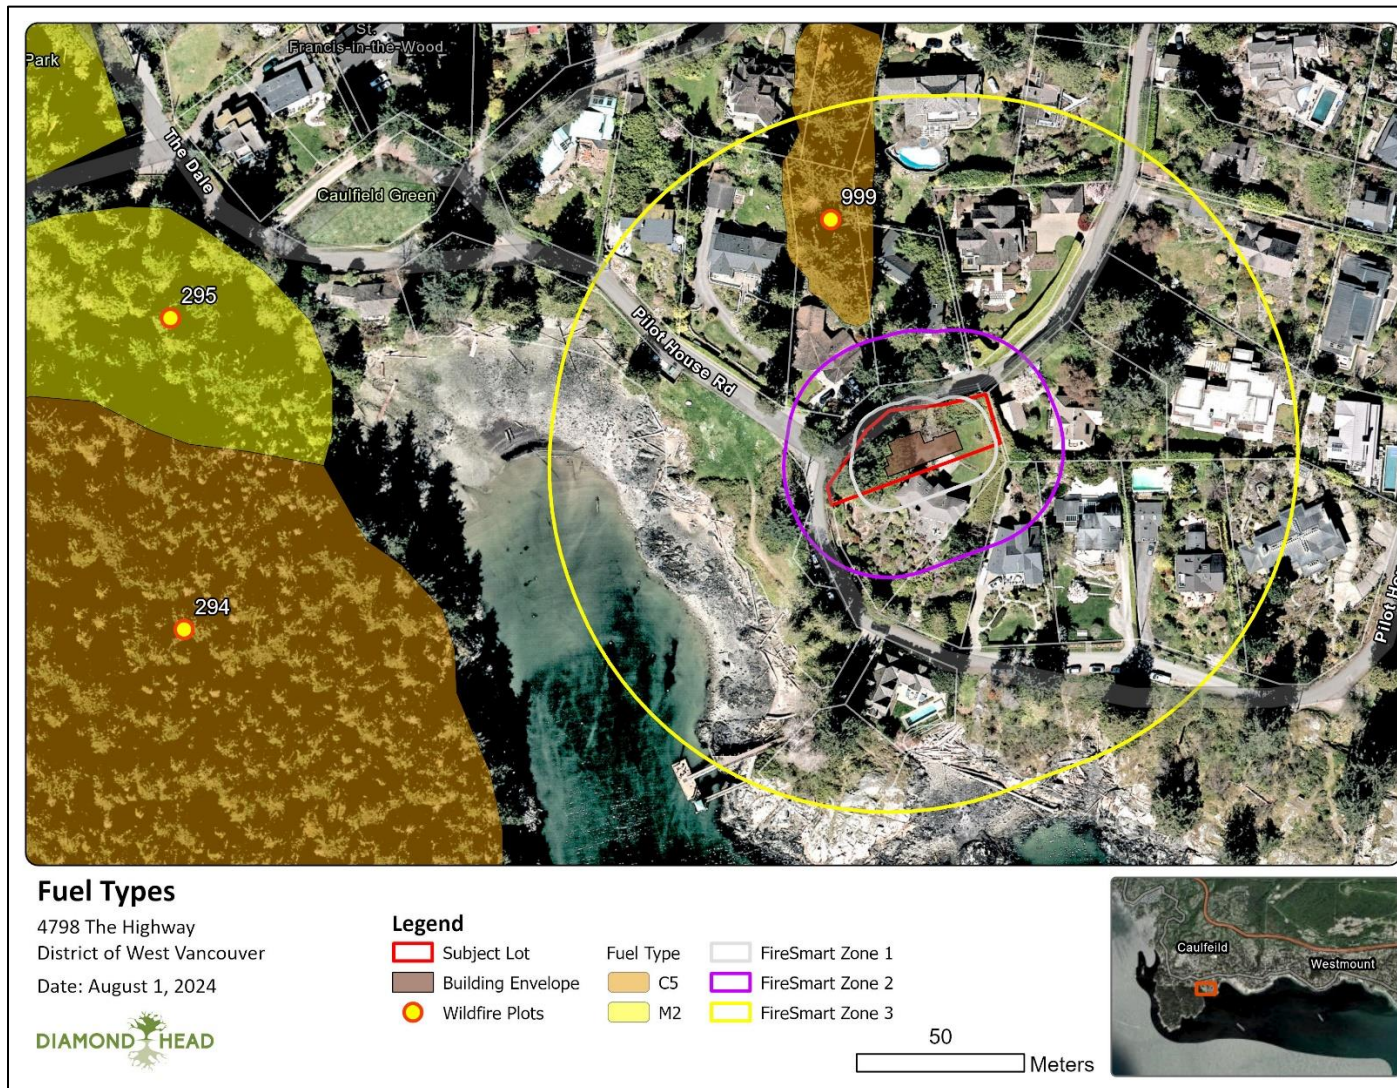 Park
St.
Francis-in-the-Wood
The Dale
Caulfield Green
999
295
Pilot House Rd
294
Fuel Types
4798 The Highway
District of West Vancouver
Date: August 1, 2024
DIAMOND HEAD
Legend
Subject Lot
Building Envelope
Wildfire Plots
Fuel Type
C5
M2
FireSmart Zone 1
FireSmart Zone 2
FireSmart Zone 3
50
Meters
Caulfeild
Westmount